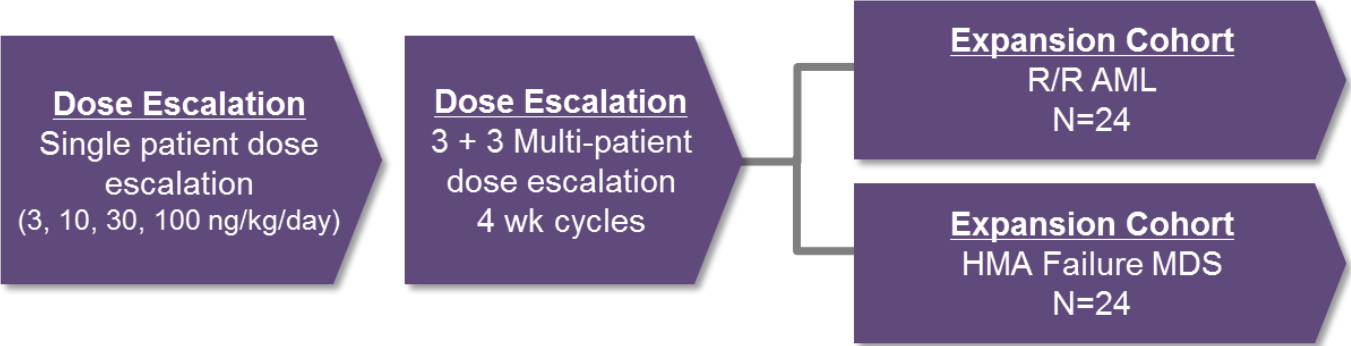 Dose Escalation
Single patient dose
escalation
(3, 10, 30, 100 ng/kg/day)
Dose Escalation
3 + 3 Multi-patient
dose escalation
4 wk cycles
Expansion Cohort
R/R AML
N=24
Expansion Cohort
HMA Failure MDS
N=24